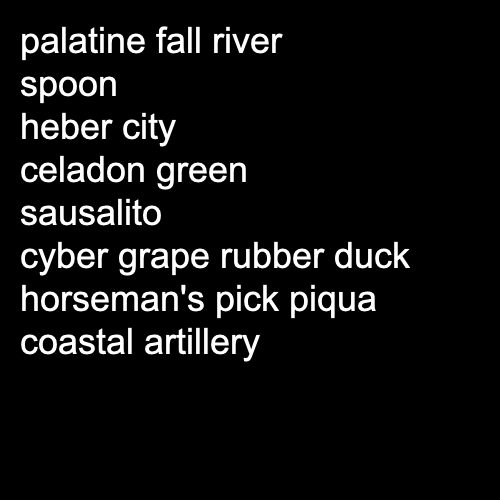 palatine fall river
spoon
heber city
celadon green
sausalito
cyber grape rubber duck
horseman's pick piqua
coastal artillery